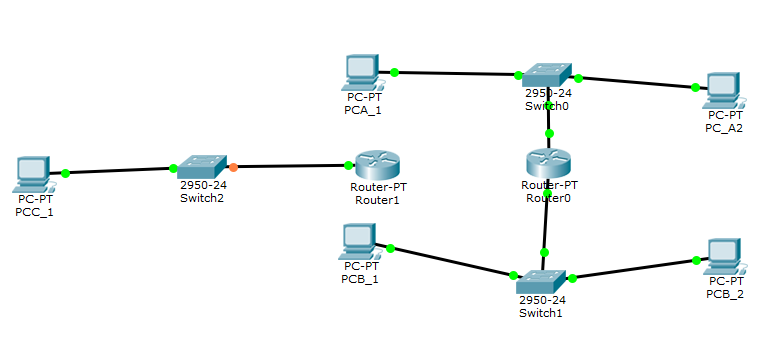 PC-PT
PCA_1
2950-24
Switch0
PC-PT
PC_A2
PC-PT
PCC_1
2950-24
Switch2
Router-PT
Router1
Router-PT
Router0
PC-PT
PCB_1
2950-24
Switch1
PC-PT
PCB_2